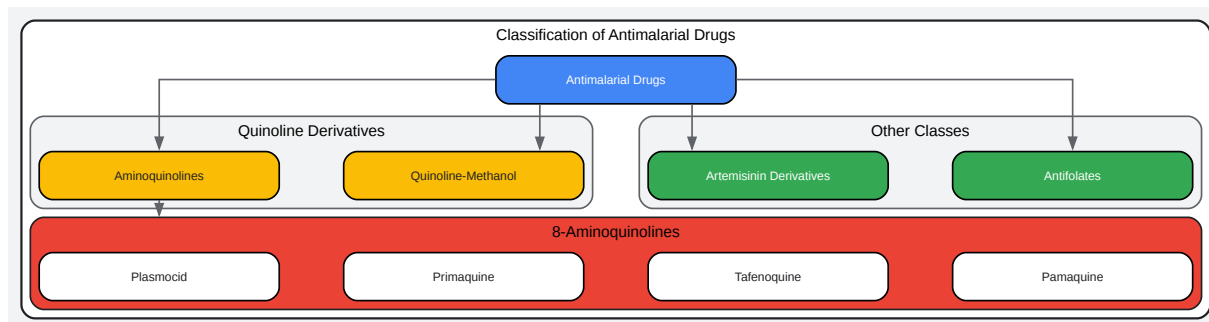 Classification of Antimalarial Drugs
Antimalarial Drugs
Quinoline Derivatives
Other Classes
Aminoquinolines
Quinoline-Methanol
Artemisinin Derivatives
Antifolates
8-Aminoquinolines
Plasmocid
Primaquine
Tafenoquine
Pamaquine